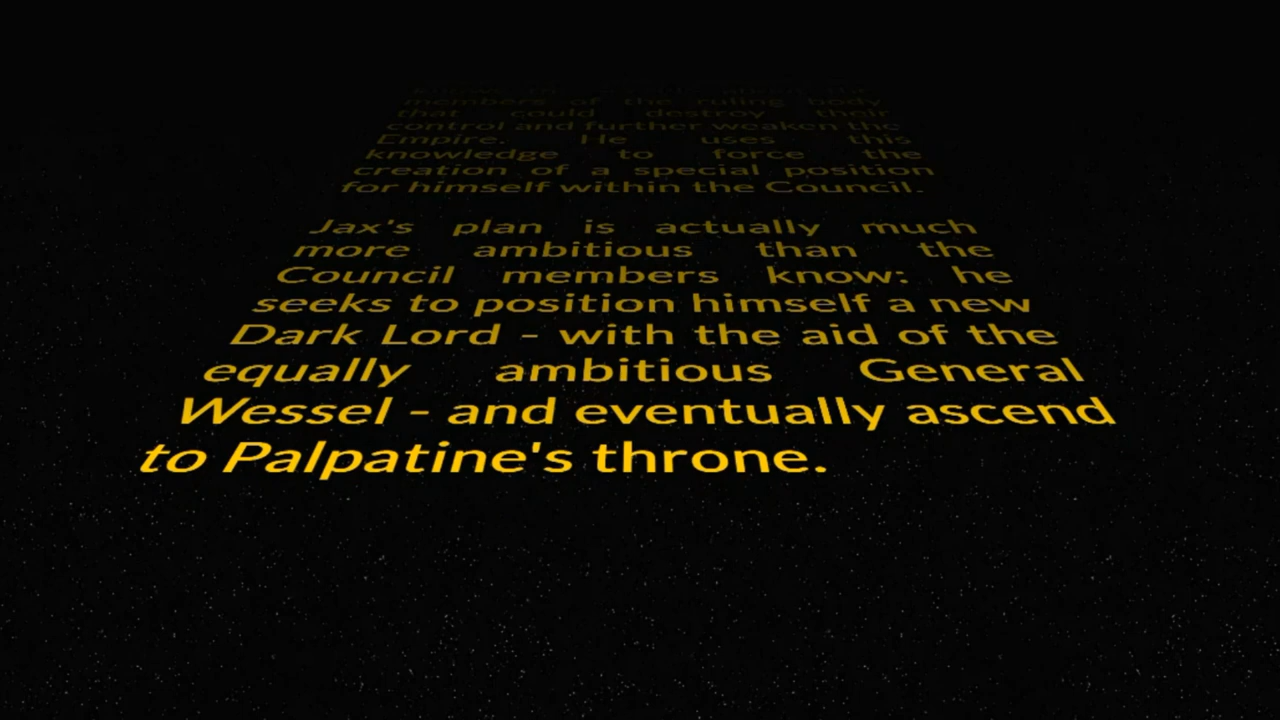 members of the ruling body
that could destroy their
control and further weaken the
Empire. He uses this
knowledge to force the
creation of a special position
for himself within the Council.
Jax's plan is actually much
more ambitious than the
Council members know: he
seeks to position himself a new
Dark Lord - with the aid of the
equally ambitious General
Wessel - and eventually ascend
to Palpatine's throne.